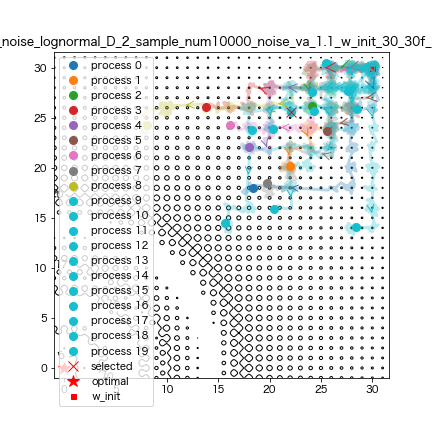 _noise_lognormal_D_2_sample_num10000_noise_va_1.1_w_init_30_30f_
30
25
20
15
10
5
0
10
15
20
25
30
process 0
process 1
process 2
process 3
process 4
process 5
process 6
process 7
process 8
process 9
process 10
process 11
process 12
process 13
process 14
process 15
process 16
process 17
process 18
process 19
selected
optimal
w_init